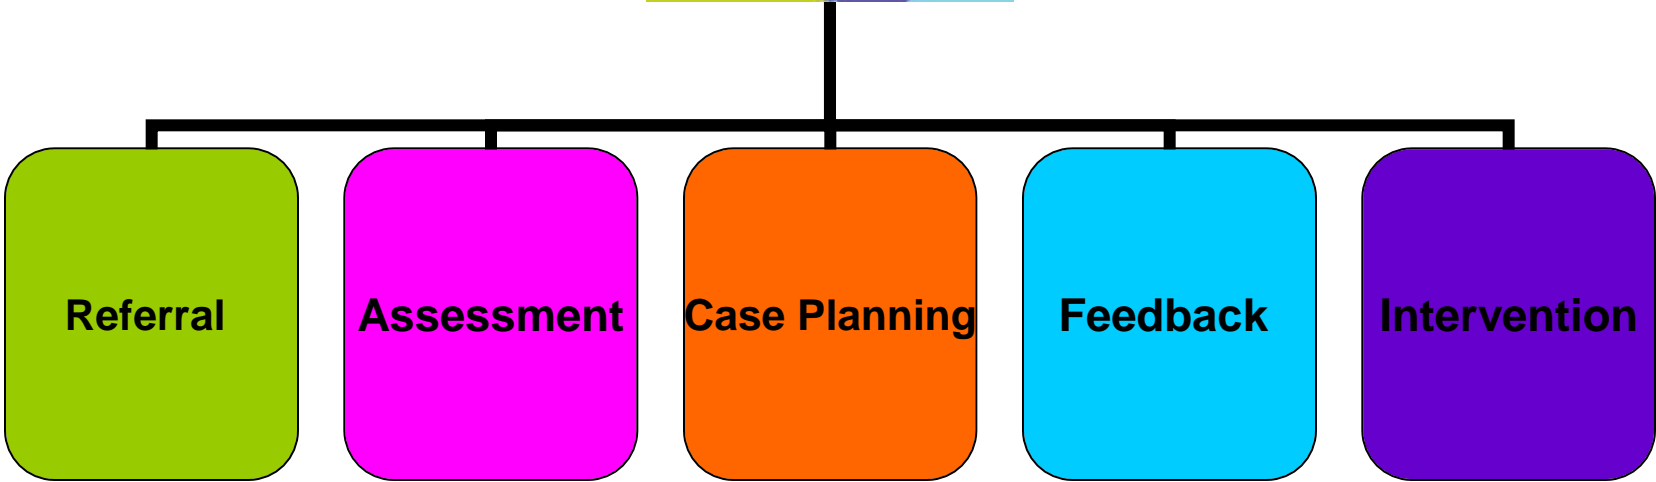 Referral
Assessment
Case Planning
Feedback
Intervention